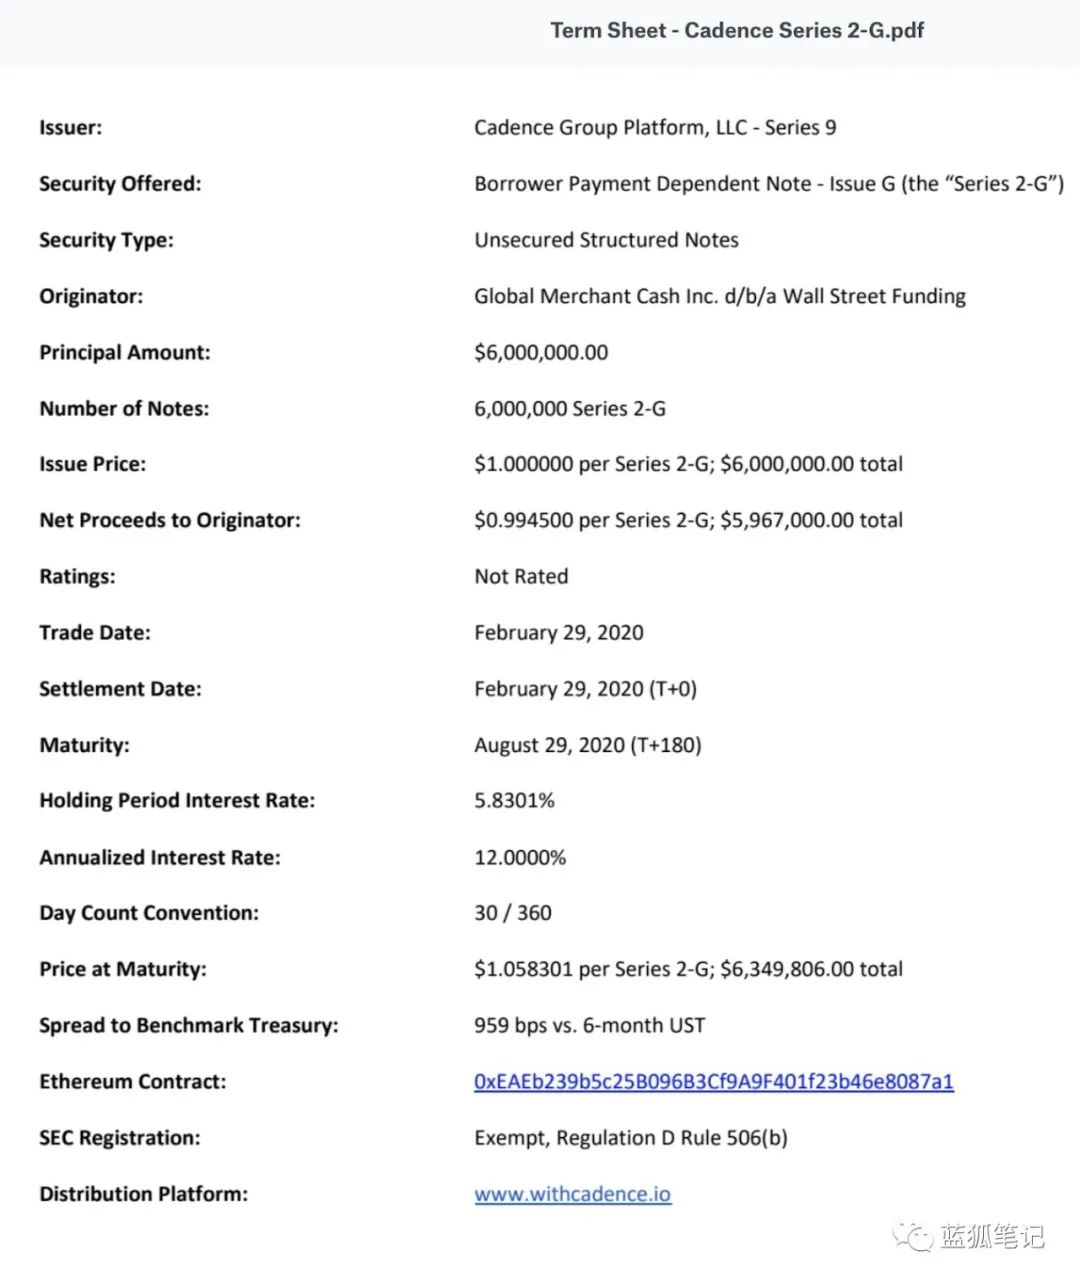 Term Sheet - Cadence Series 2-G.pdf
Issuer: Cadence Group Platform, LLC - Series 9
Security Offered: Borrower Payment Dependent Note - Issue G (the “Series 2-G”)
Security Type: Unsecured Structured Notes
Originator: Global Merchant Cash Inc. d/b/a Wall Street Funding
Principal Amount: $6,000,000.00
Number of Notes: 6,000,000 Series 2-G
Issue Price: $1.000000 per Series 2-G; $6,000,000.00 total
Net Proceeds to Originator: $0.994500 per Series 2-G; $5,967,000.00 total
Ratings: Not Rated
Trade Date: February 29, 2020
Settlement Date: February 29, 2020 (T+0)
Maturity: August 29, 2020 (T+180)
Holding Period Interest Rate: 5.8301%
Annualized Interest Rate: 12.0000%
Day Count Convention: 30 / 360
Price at Maturity: $1.058301 per Series 2-G; $6,349,806.00 total
Spread to Benchmark Treasury: 959 bps vs. 6-month UST
Ethereum Contract: 0xEAEb239b5c25B096B3Cf9A9F401f23b46e8087a1
SEC Registration: Exempt, Regulation D Rule 506(b)
Distribution Platform: www.withcadence.io
蓝狐笔记